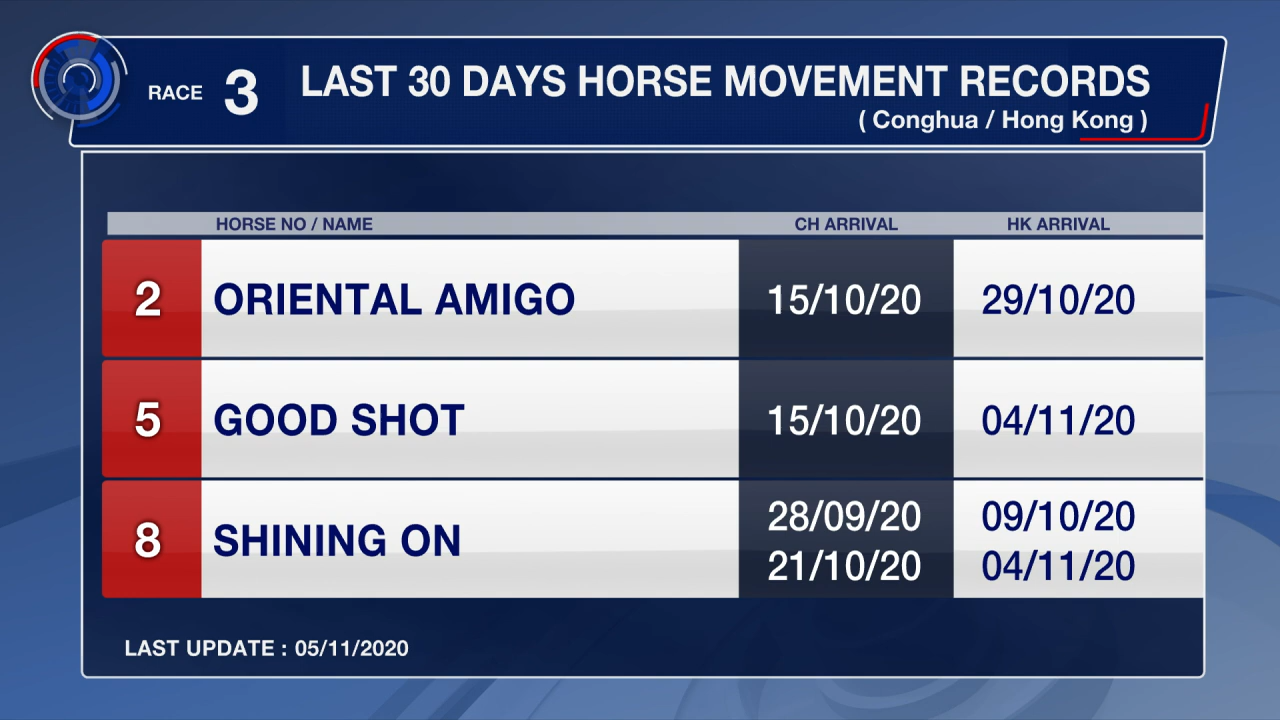 RACE 3 LAST 30 DAYS HORSE MOVEMENT RECORDS
( Conghua / Hong Kong )
HORSE NO / NAME CH ARRIVAL HK ARRIVAL
2 ORIENTAL AMIGO 15/10/20 29/10/20
5 GOOD SHOT 15/10/20 04/11/20
8 SHINING ON 28/09/20 09/10/20
21/10/20 04/11/20
LAST UPDATE : 05/11/2020